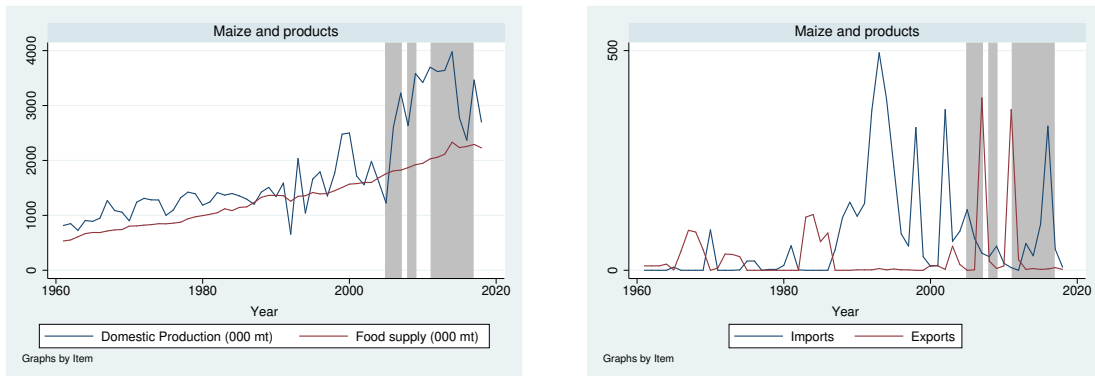 Maize and products
4000
3000
2000
1000
0
1960
1980
2000
2020
Year
Domestic Production (000 mt)
Food supply (000 mt)
Graphs by Item
Maize and products
500
0
1960
1980
2000
2020
Year
Imports
Exports
Graphs by Item